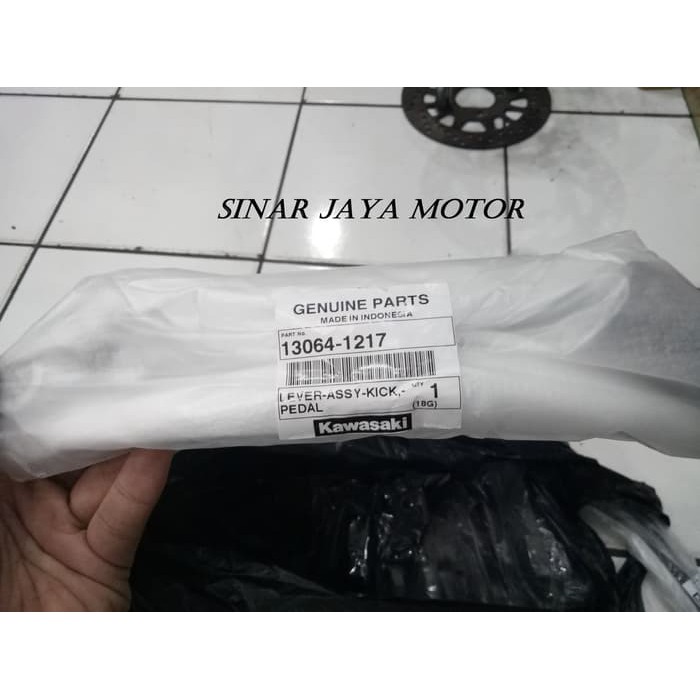 SINAR JAYA MOTOR
GENUINE PARTS
MADE IN INDONESIA
PART No.
13064-1217
LEVER-ASSY-KICK,- QTY 1
PEDAL (18G)
Kawasaki